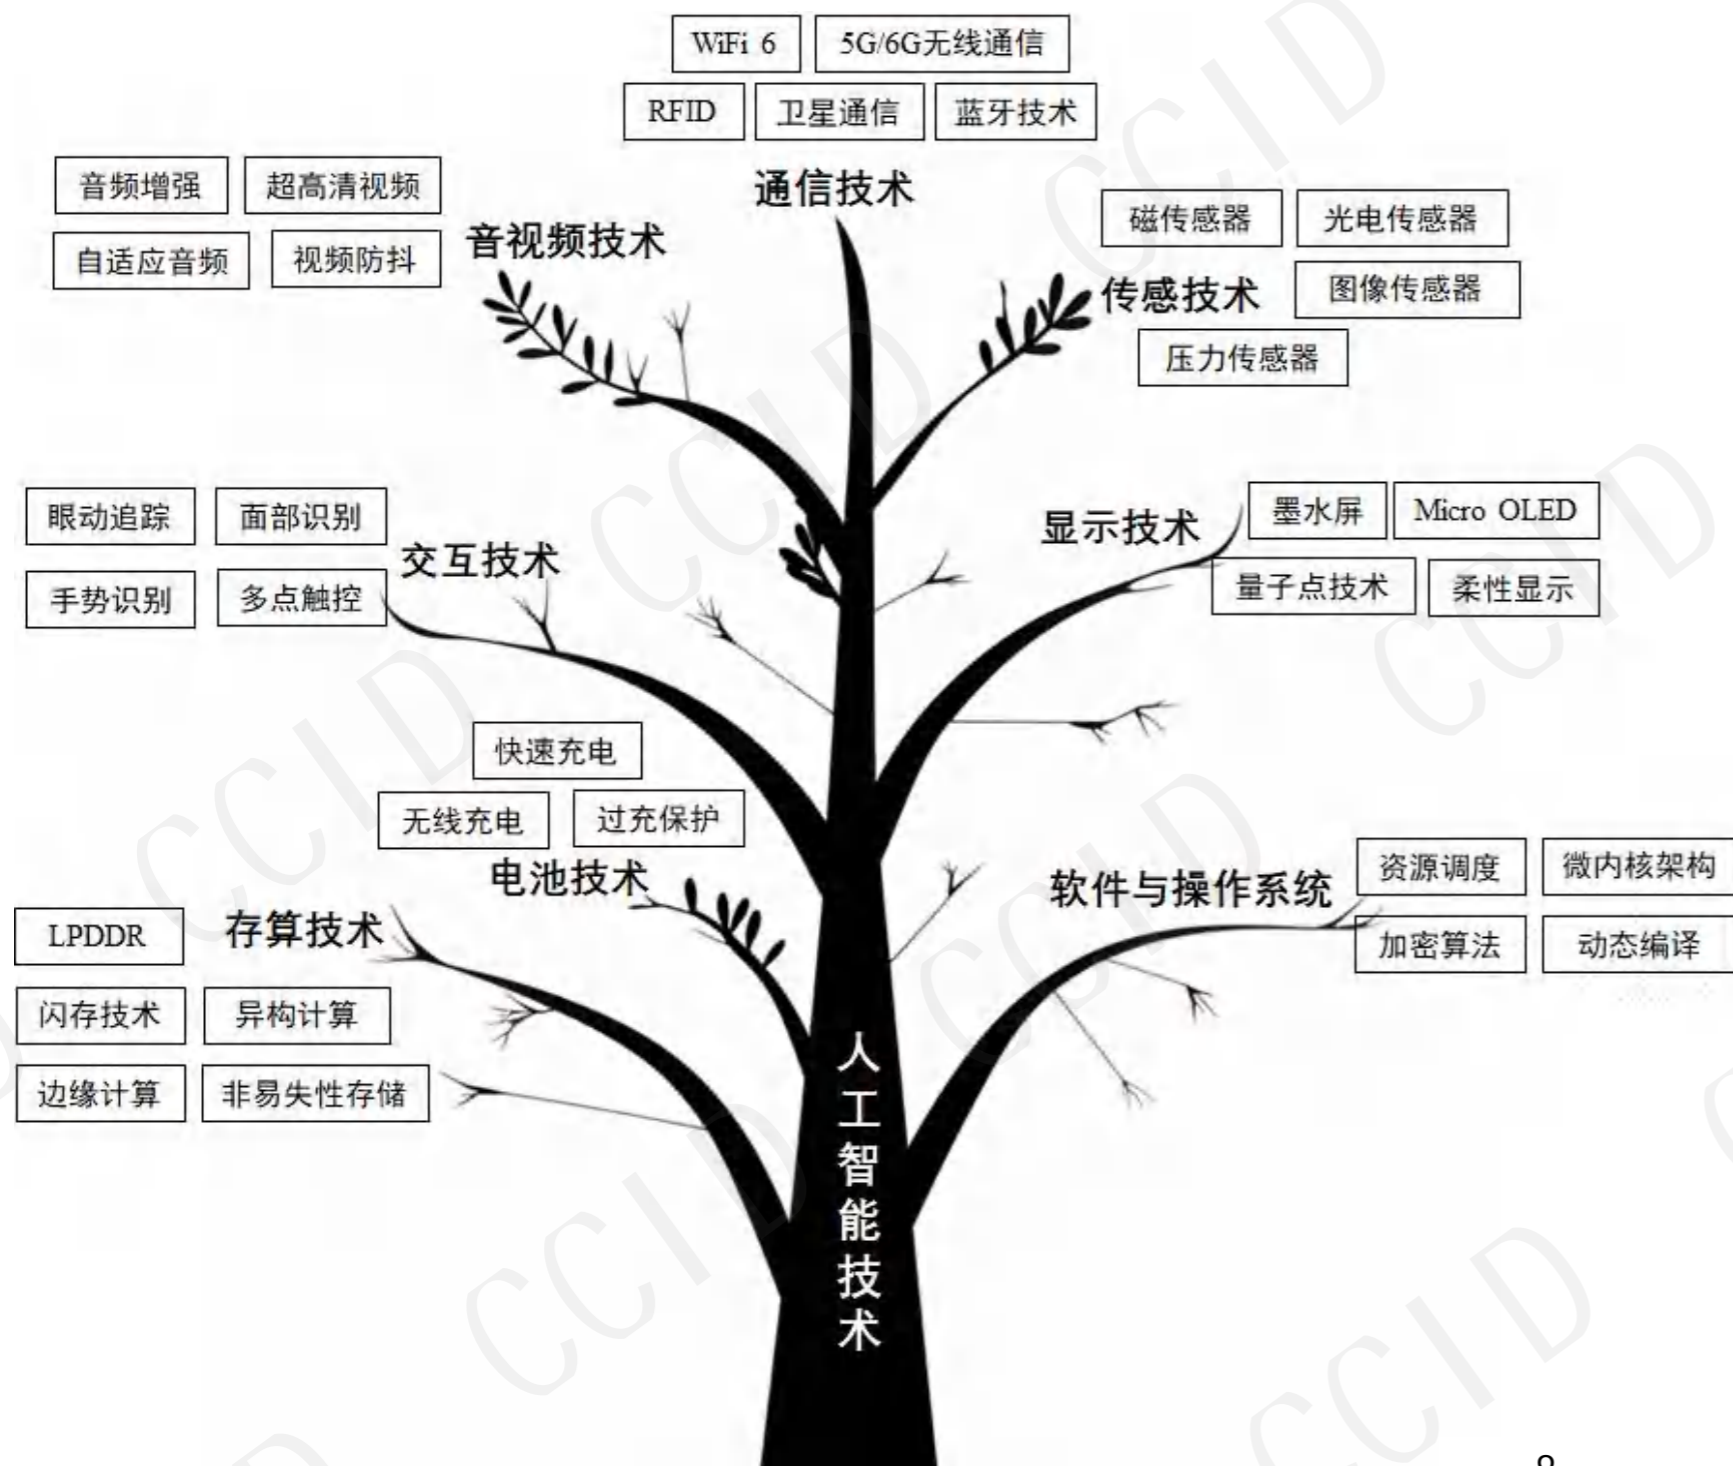 WiFi 6 5G/6G无线通信
RFID 卫星通信 蓝牙技术
通信技术
音频增强 超高清视频
自适应音频 视频防抖
音视频技术
磁传感器 光电传感器
传感技术 图像传感器
压力传感器
眼动追踪 面部识别
手势识别 多点触控
交互技术
显示技术
墨水屏 Micro OLED
量子点技术 柔性显示
快速充电
无线充电 过充保护
电池技术
存算技术
LPDDR
闪存技术 异构计算
边缘计算 非易失性存储
软件与操作系统
资源调度 微内核架构
加密算法 动态编译
人工智能技术
CCID
CCID
CCID
CCID
CCID
CCID
CCID